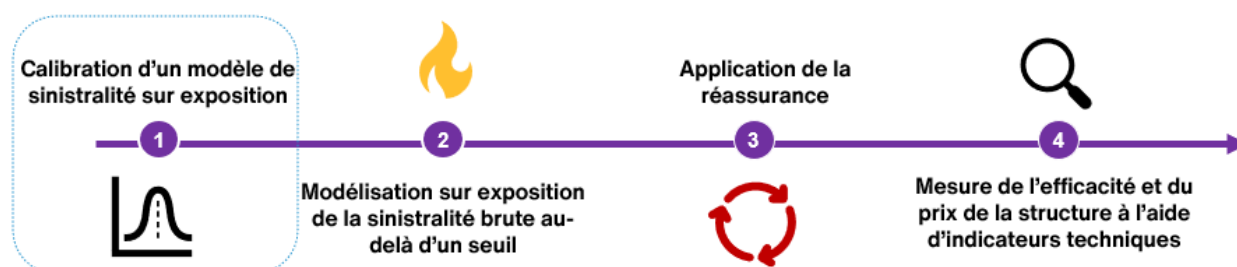 Calibration d'un modèle de
sinistralité sur exposition
1
2
Modélisation sur exposition
de la sinistralité brute au-
delà d'un seuil
Application de la
réassurance
3
4
Mesure de l'efficacité et du
prix de la structure à l'aide
d'indicateurs techniques